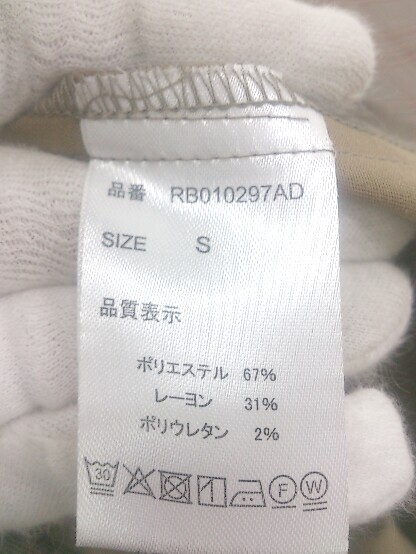 品番 RB010297AD
SIZE S
品質表示
ポリエステル 67%
レーヨン 31%
ポリウレタン 2%
30 F W